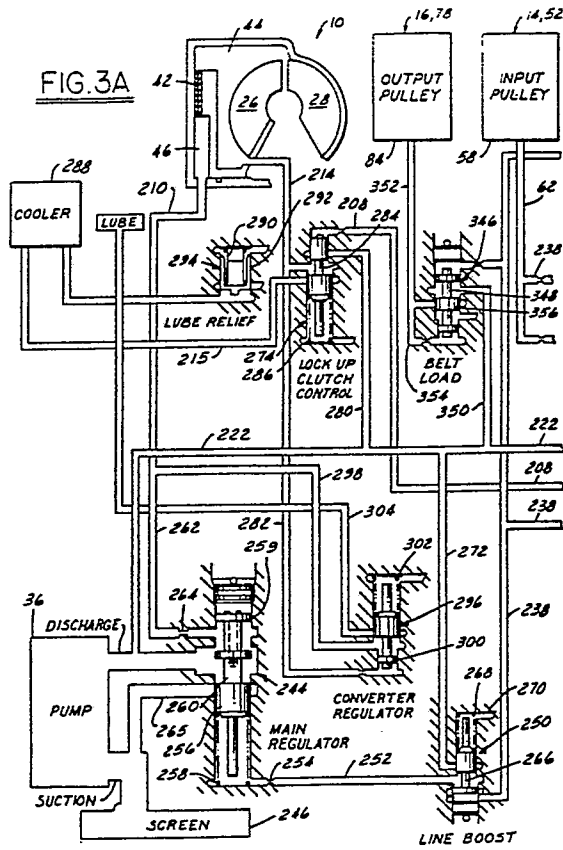 10
16,78
14,52
44
FIG.3A
42
OUTPUT
PULLEY
INPUT
PULLEY
26
28
288
46
84
58
210
214
352
62
COOLER
LUBE
292
208
290
284
346
238
294
348
356
LUBE RELIEF
274
286
LOCK UP
CLUTCH
CONTROL
BELT
LOAD
215
280
354
350
222
222
298
208
262
282
304
238
259
302
272
264
36
DISCHARGE
296
238
244
300
260
265
CONVERTER
REGULATOR
268
270
PUMP
256
MAIN
REGULATOR
250
258
254
252
266
SUCTION
SCREEN
246
LINE BOOST